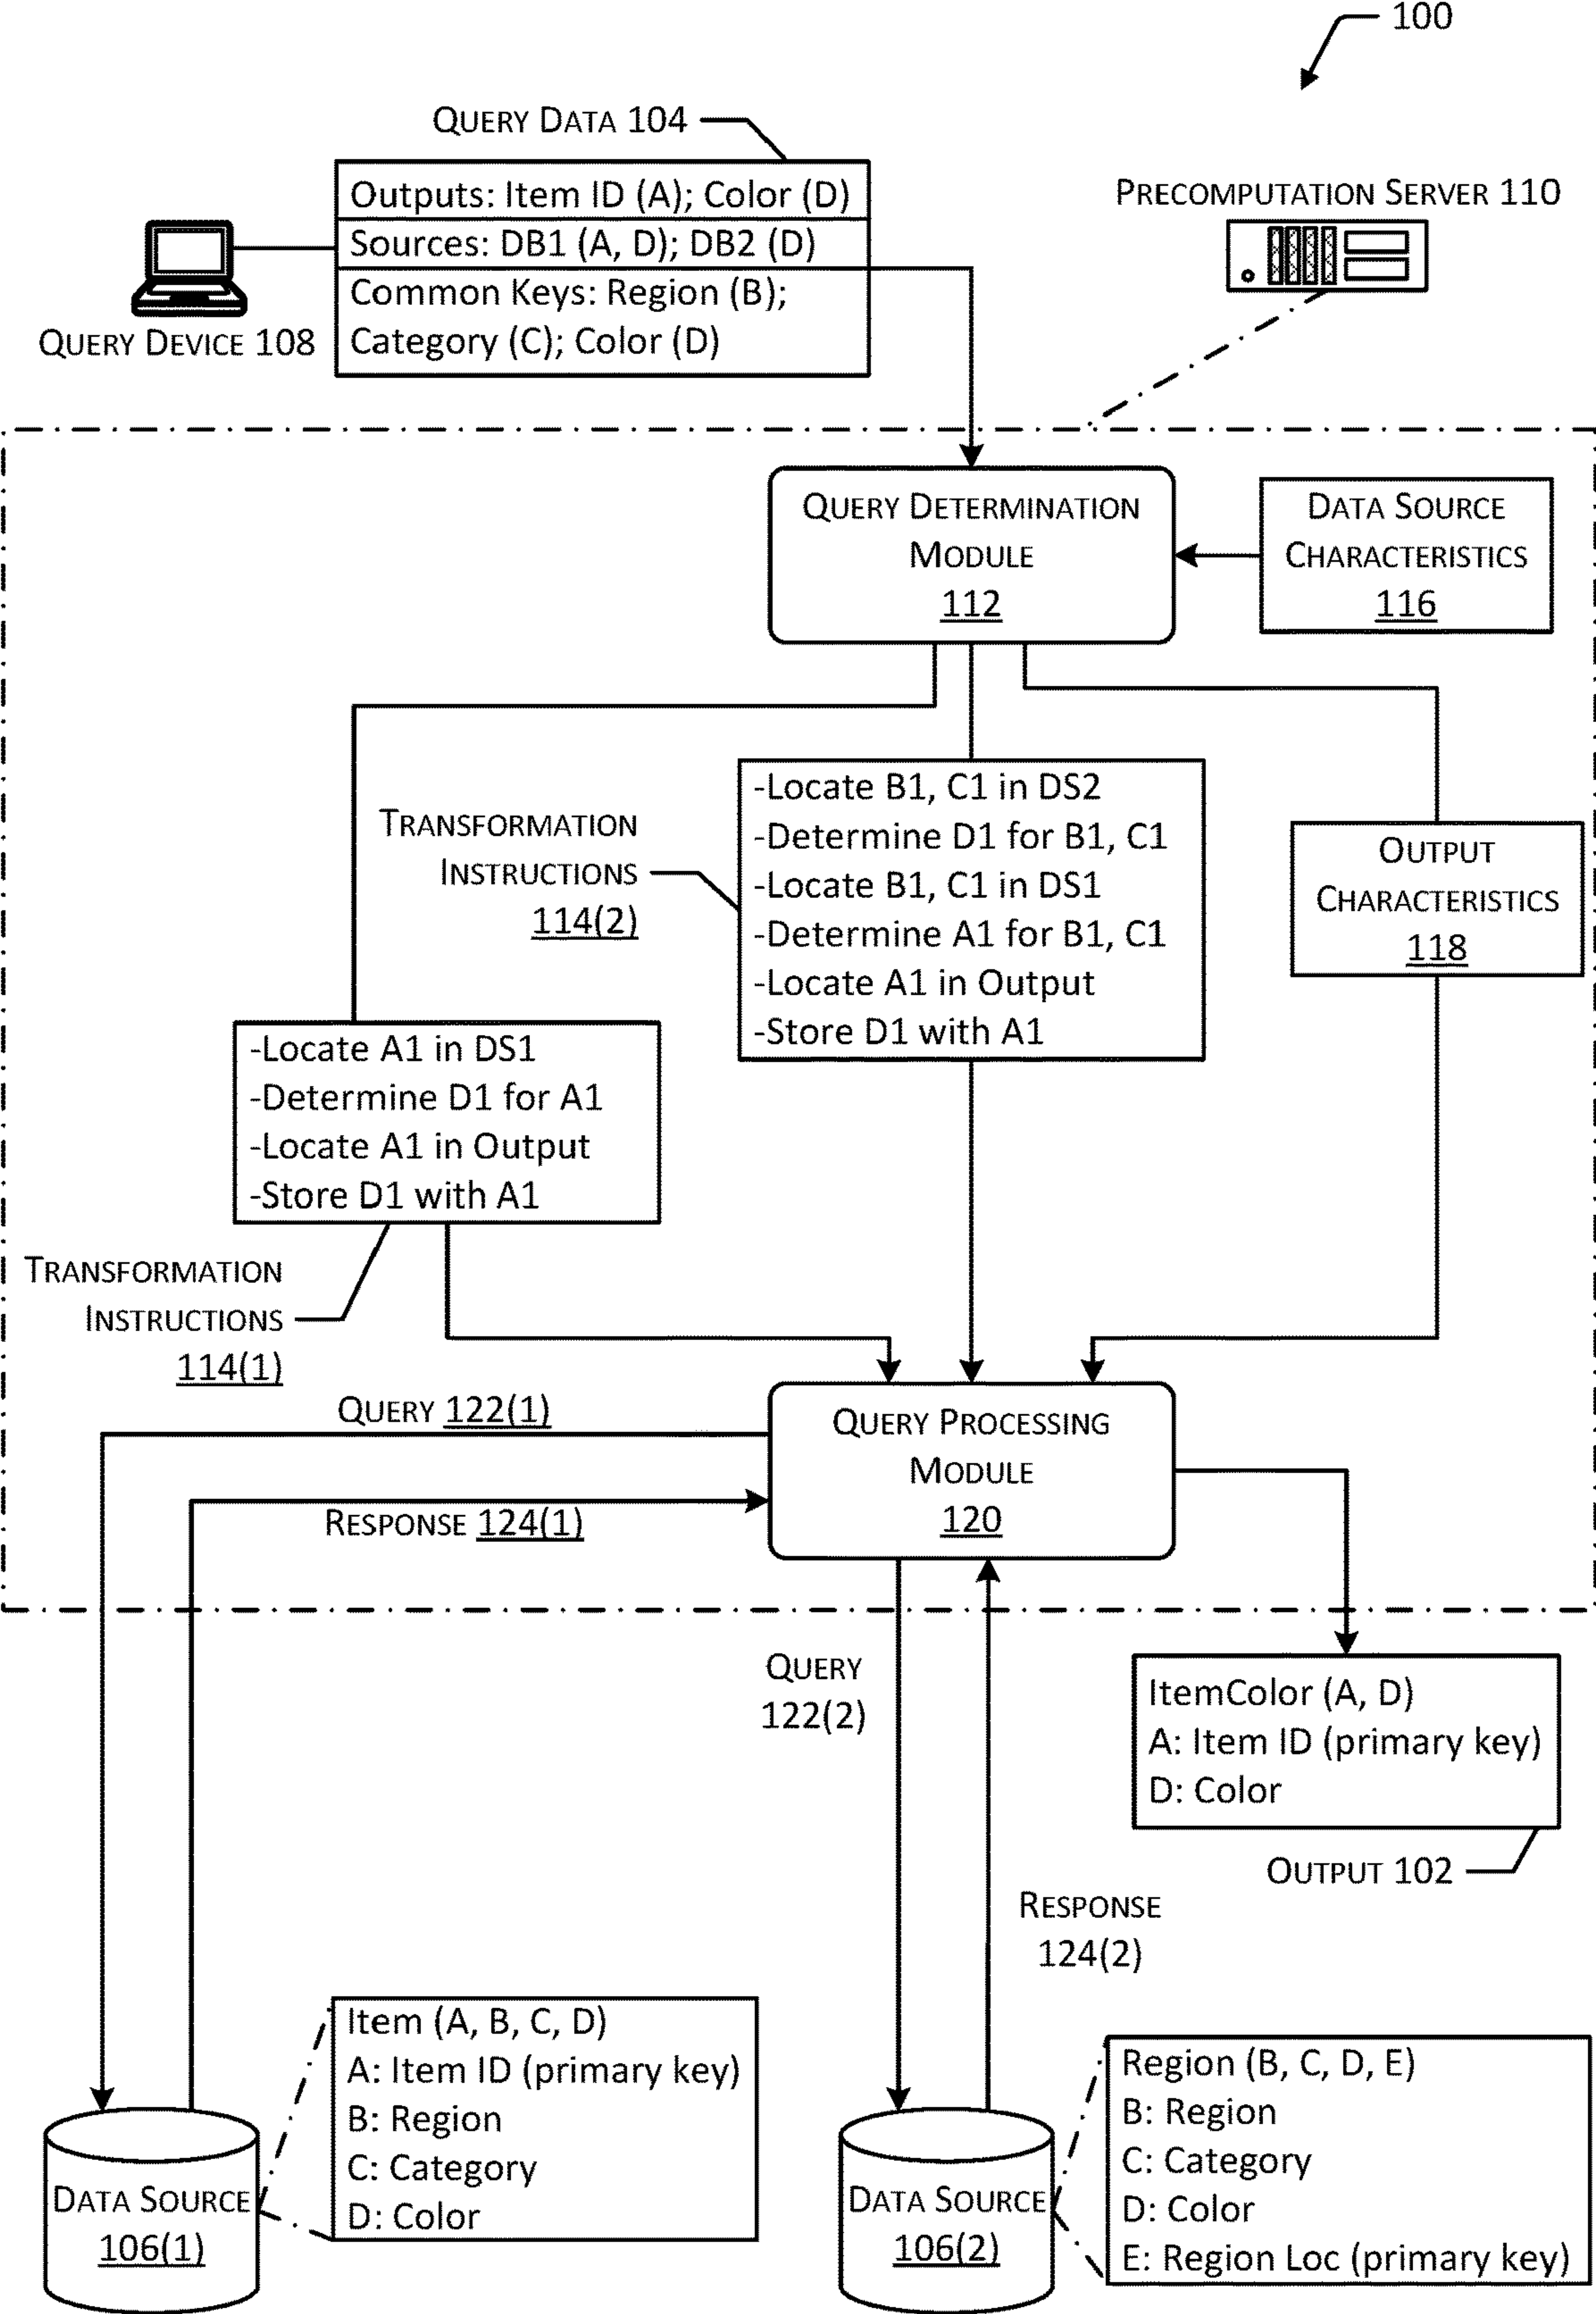 100
QUERY DATA 104
Outputs: Item ID (A); Color (D)
Sources: DB1 (A, D); DB2 (D)
Common Keys: Region (B);
Category (C); Color (D)
QUERY DEVICE 108
PRECOMPUTATION SERVER 110
QUERY DETERMINATION
MODULE
112
DATA SOURCE
CHARACTERISTICS
116
TRANSFORMATION
INSTRUCTIONS
114(2)
-Locate B1, C1 in DS2
-Determine D1 for B1, C1
-Locate B1, C1 in DS1
-Determine A1 for B1, C1
-Locate A1 in Output
-Store D1 with A1
OUTPUT
CHARACTERISTICS
118
-Locate A1 in DS1
-Determine D1 for A1
-Locate A1 in Output
-Store D1 with A1
TRANSFORMATION
INSTRUCTIONS
114(1)
QUERY 122(1)
RESPONSE 124(1)
QUERY PROCESSING
MODULE
120
QUERY
122(2)
RESPONSE
124(2)
ItemColor (A, D)
A: Item ID (primary key)
D: Color
OUTPUT 102
DATA SOURCE
106(1)
Item (A, B, C, D)
A: Item ID (primary key)
B: Region
C: Category
D: Color
DATA SOURCE
106(2)
Region (B, C, D, E)
B: Region
C: Category
D: Color
E: Region Loc (primary key)